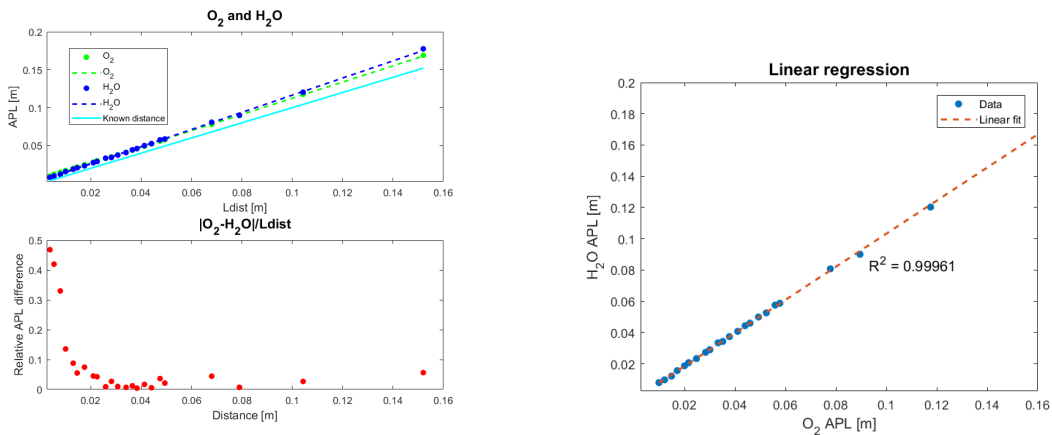 O2 and H2O
0.2
0.15
0.1
0.05
APL [m]
O2
O2
H2O
H2O
Known distance
0.02 0.04 0.06 0.08 0.1 0.12 0.14 0.16
Ldist [m]
|O2-H2O|/Ldist
0.5
0.4
0.3
0.2
0.1
0
Relative APL difference
0.02 0.04 0.06 0.08 0.1 0.12 0.14 0.16
Distance [m]
Linear regression
0.2
0.18
0.16
0.14
0.12
0.1
0.08
0.06
0.04
0.02
H2O APL [m]
Data
Linear fit
R2 = 0.99961
0.02 0.04 0.06 0.08 0.1 0.12 0.14 0.16
O2 APL [m]